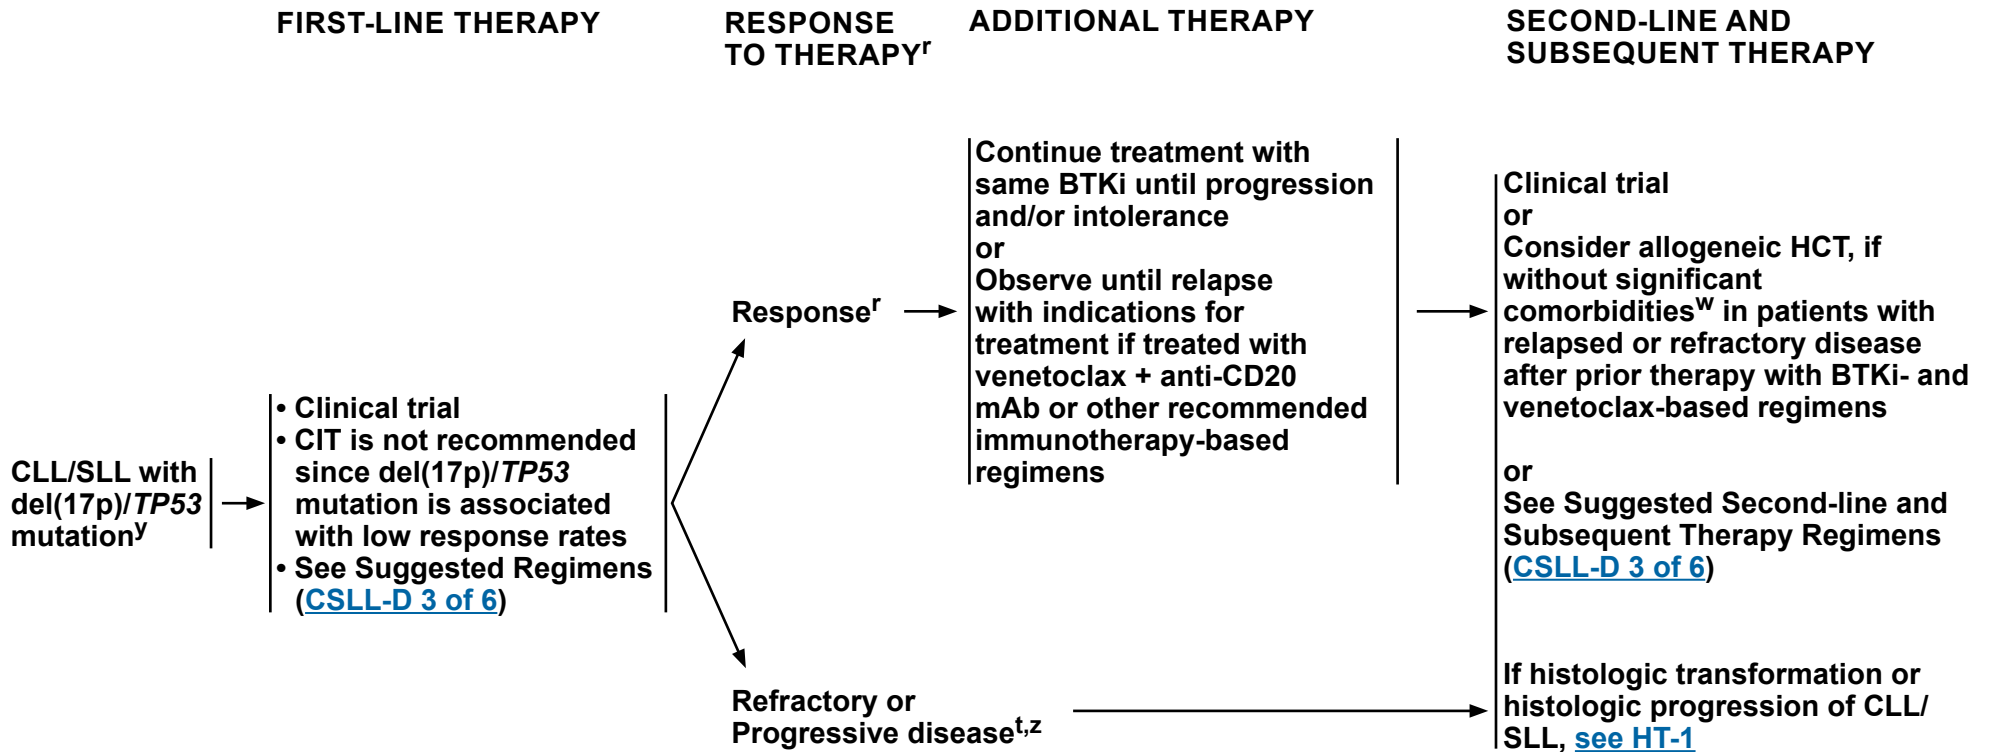 FIRST-LINE THERAPY
RESPONSE
TO THERAPYr
ADDITIONAL THERAPY
SECOND-LINE AND
SUBSEQUENT THERAPY
CLL/SLL with
del(17p)/TP53
mutationy
• Clinical trial
• CIT is not recommended
since del(17p)/TP53
mutation is associated
with low response rates
• See Suggested Regimens
(CSLL-D 3 of 6)
Responser
Refractory or
Progressive diseaset,z
Continue treatment with
same BTKi until progression
and/or intolerance
or
Observe until relapse
with indications for
treatment if treated with
venetoclax + anti-CD20
mAb or other recommended
immunotherapy-based
regimens
Clinical trial
or
Consider allogeneic HCT, if
without significant
comorbiditiesw in patients with
relapsed or refractory disease
after prior therapy with BTKi- and
venetoclax-based regimens
or
See Suggested Second-line and
Subsequent Therapy Regimens
(CSLL-D 3 of 6)
If histologic transformation or
histologic progression of CLL/
SLL, see HT-1